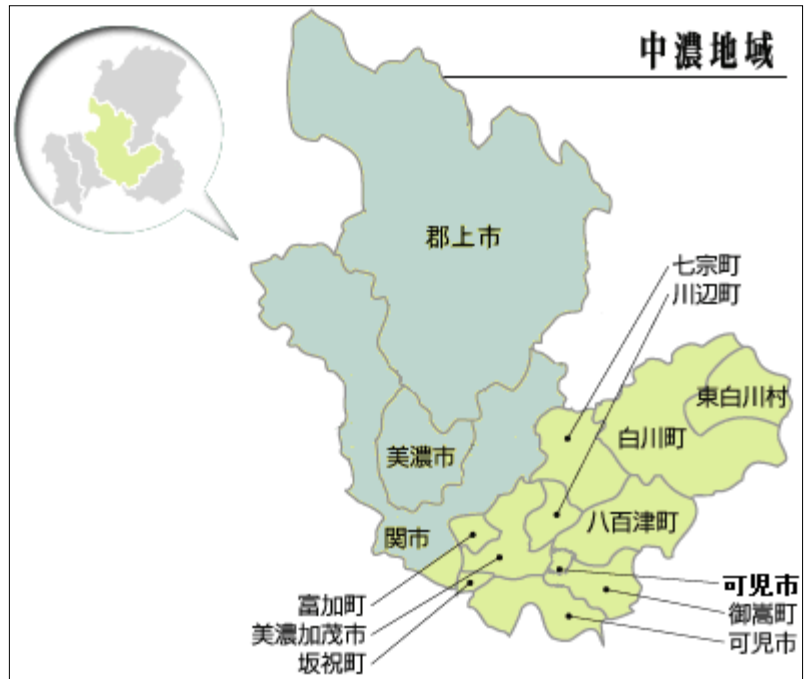 中濃地域
郡上市
七宗町
川辺町
東白川村
白川町
美濃市
八百津町
関市
可児市
富加町
御嵩町
美濃加茂市
可児市
坂祝町